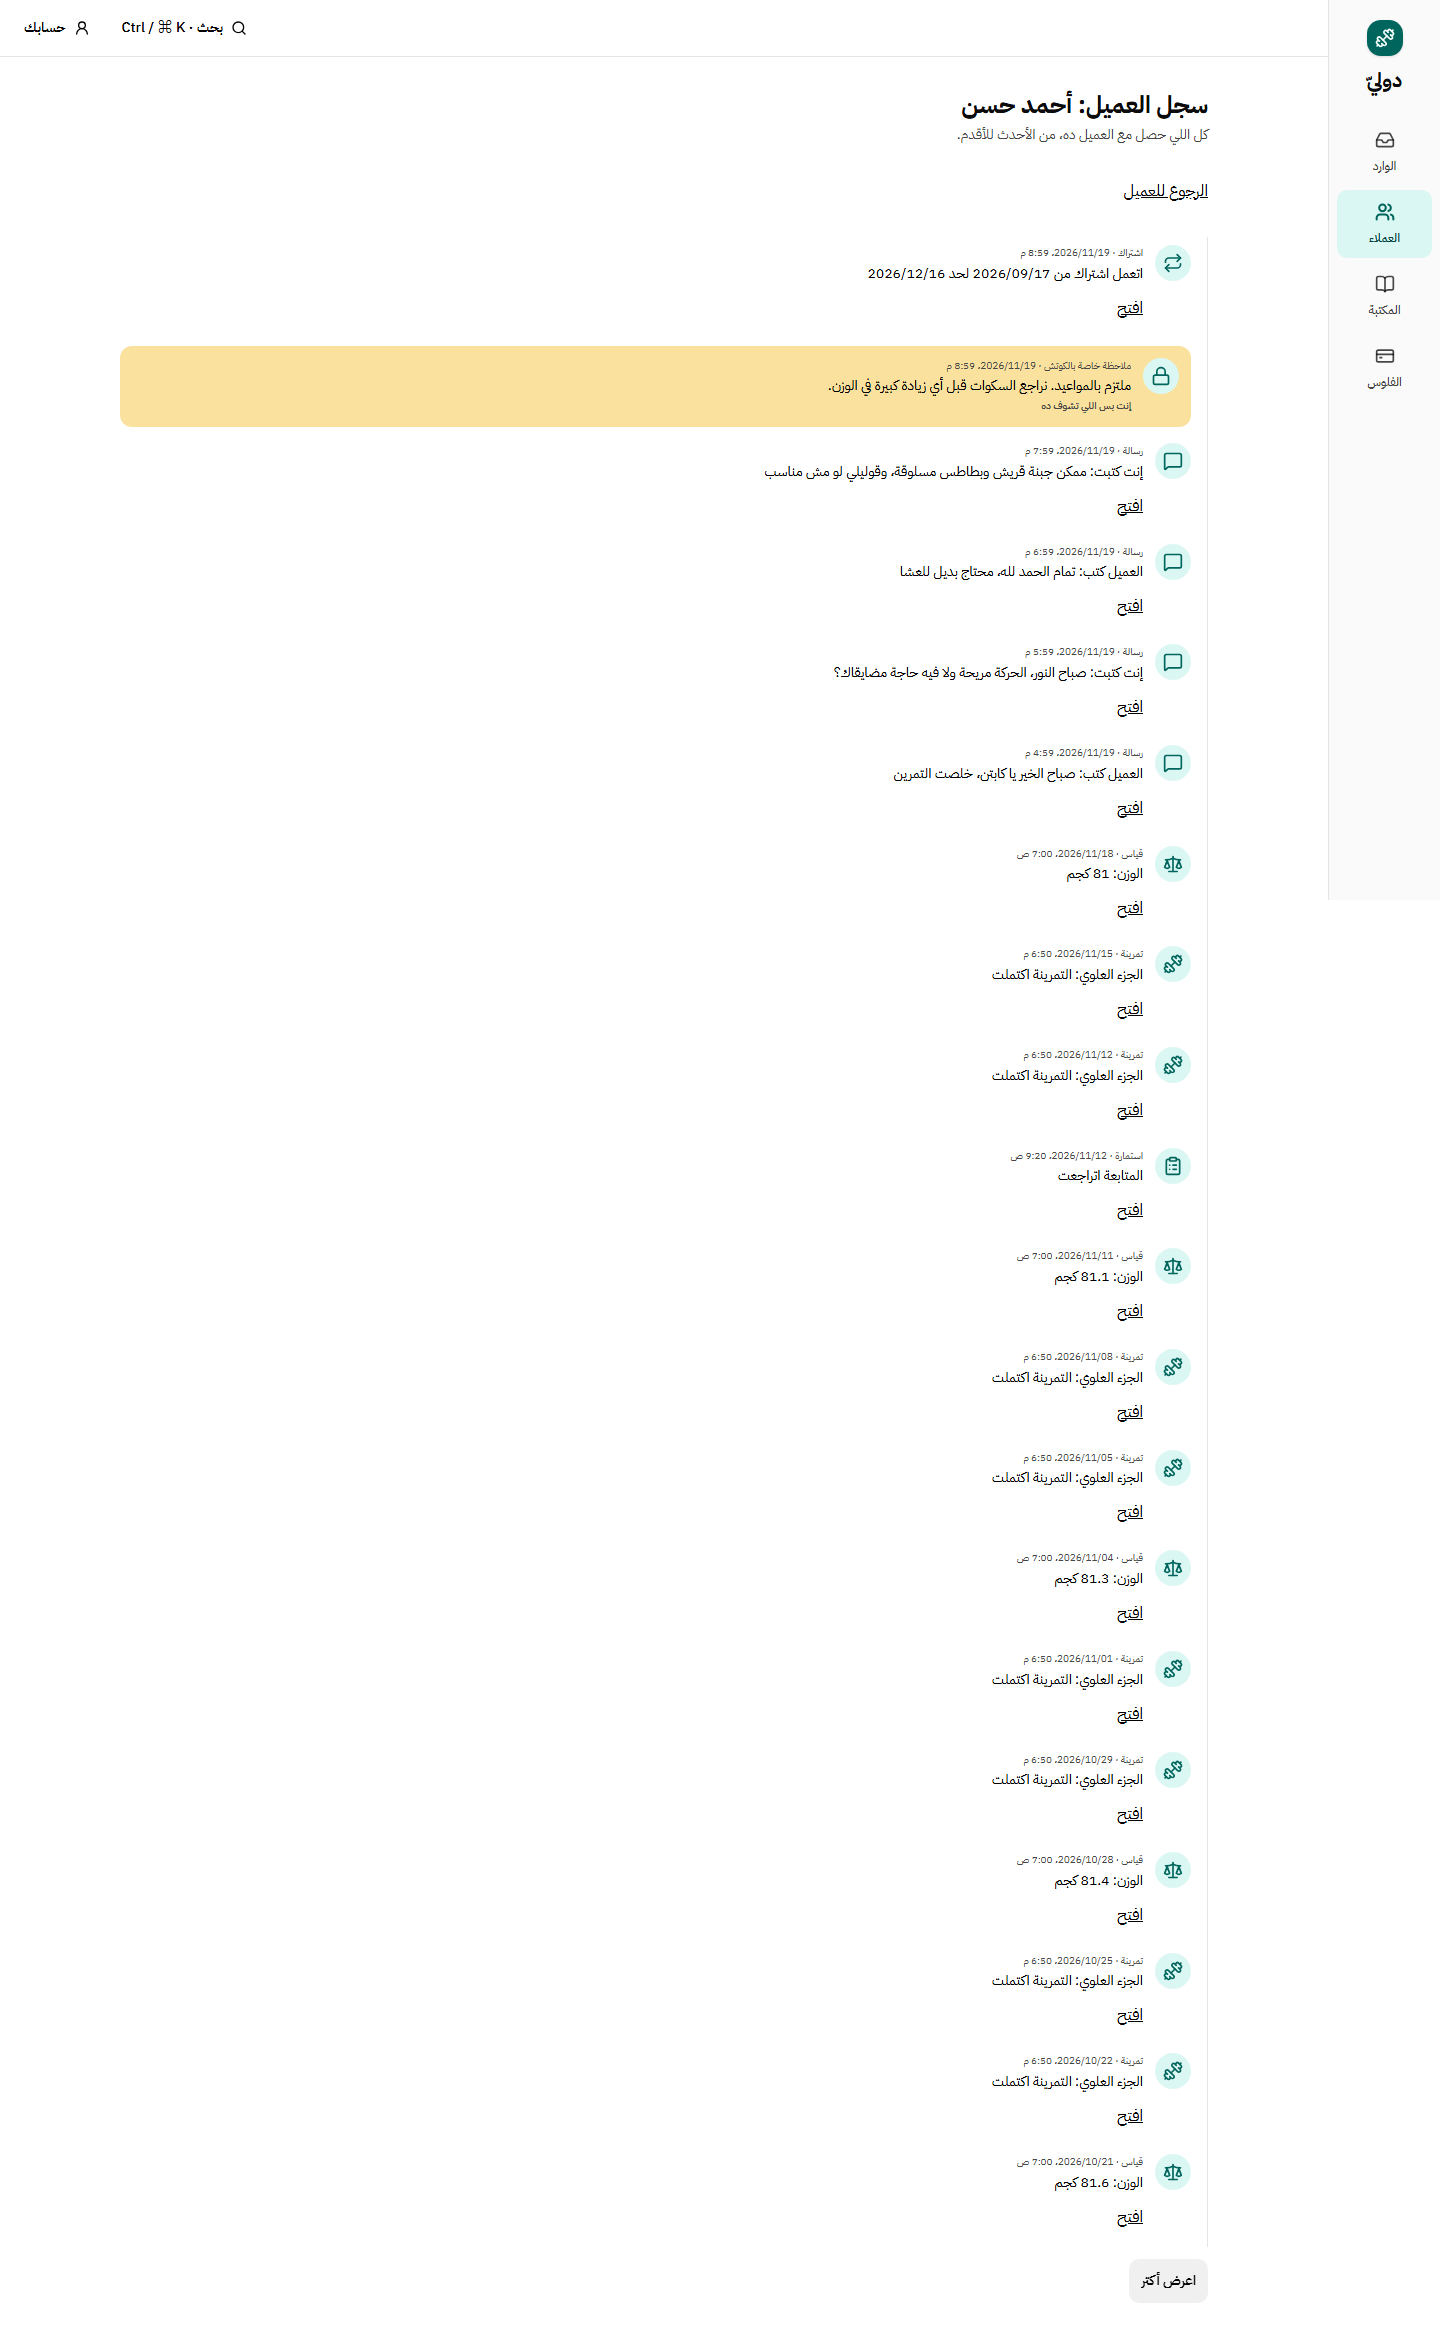 دوليّ
الوارد
العملاء
المكتبة
الفلوس
بحث · Ctrl / ⌘ K
حسابك
سجل العميل: أحمد حسن
كل اللي حصل مع العميل ده، من الأحدث للأقدم.
الرجوع للعميل
اشتراك · 2026/11/19، 8:59 م
اتعمل اشتراك من 2026/09/17 لحد 2026/12/16
افتح
ملاحظة خاصة بالكوتش · 2026/11/19، 8:59 م
ملتزم بالمواعيد. نراجع السكوات قبل أي زيادة كبيرة في الوزن.
إنت بس اللي تشوف ده
رسالة · 2026/11/19، 7:59 م
إنت كتبت: ممكن جبنة قريش وبطاطس مسلوقة، وقوليلي لو مش مناسب
افتح
رسالة · 2026/11/19، 6:59 م
العميل كتب: تمام الحمد لله، محتاج بديل للعشا
افتح
رسالة · 2026/11/19، 5:59 م
إنت كتبت: صباح النور، الحركة مريحة ولا فيه حاجة مضايقاك؟
افتح
رسالة · 2026/11/19، 4:59 م
العميل كتب: صباح الخير يا كابتن، خلصت التمرين
افتح
قياس · 2026/11/18، 7:00 ص
الوزن: 81 كجم
افتح
تمرينة · 2026/11/15، 6:50 م
الجزء العلوي: التمرينة اكتملت
افتح
تمرينة · 2026/11/12، 6:50 م
الجزء العلوي: التمرينة اكتملت
افتح
استمارة · 2026/11/12، 9:20 ص
المتابعة اتراجعت
افتح
قياس · 2026/11/11، 7:00 ص
الوزن: 81.1 كجم
افتح
تمرينة · 2026/11/08، 6:50 م
الجزء العلوي: التمرينة اكتملت
افتح
تمرينة · 2026/11/05، 6:50 م
الجزء العلوي: التمرينة اكتملت
افتح
قياس · 2026/11/04، 7:00 ص
الوزن: 81.3 كجم
افتح
تمرينة · 2026/11/01، 6:50 م
الجزء العلوي: التمرينة اكتملت
افتح
تمرينة · 2026/10/29، 6:50 م
الجزء العلوي: التمرينة اكتملت
افتح
قياس · 2026/10/28، 7:00 ص
الوزن: 81.4 كجم
افتح
تمرينة · 2026/10/25، 6:50 م
الجزء العلوي: التمرينة اكتملت
افتح
تمرينة · 2026/10/22، 6:50 م
الجزء العلوي: التمرينة اكتملت
افتح
قياس · 2026/10/21، 7:00 ص
الوزن: 81.6 كجم
افتح
اعرض أكتر